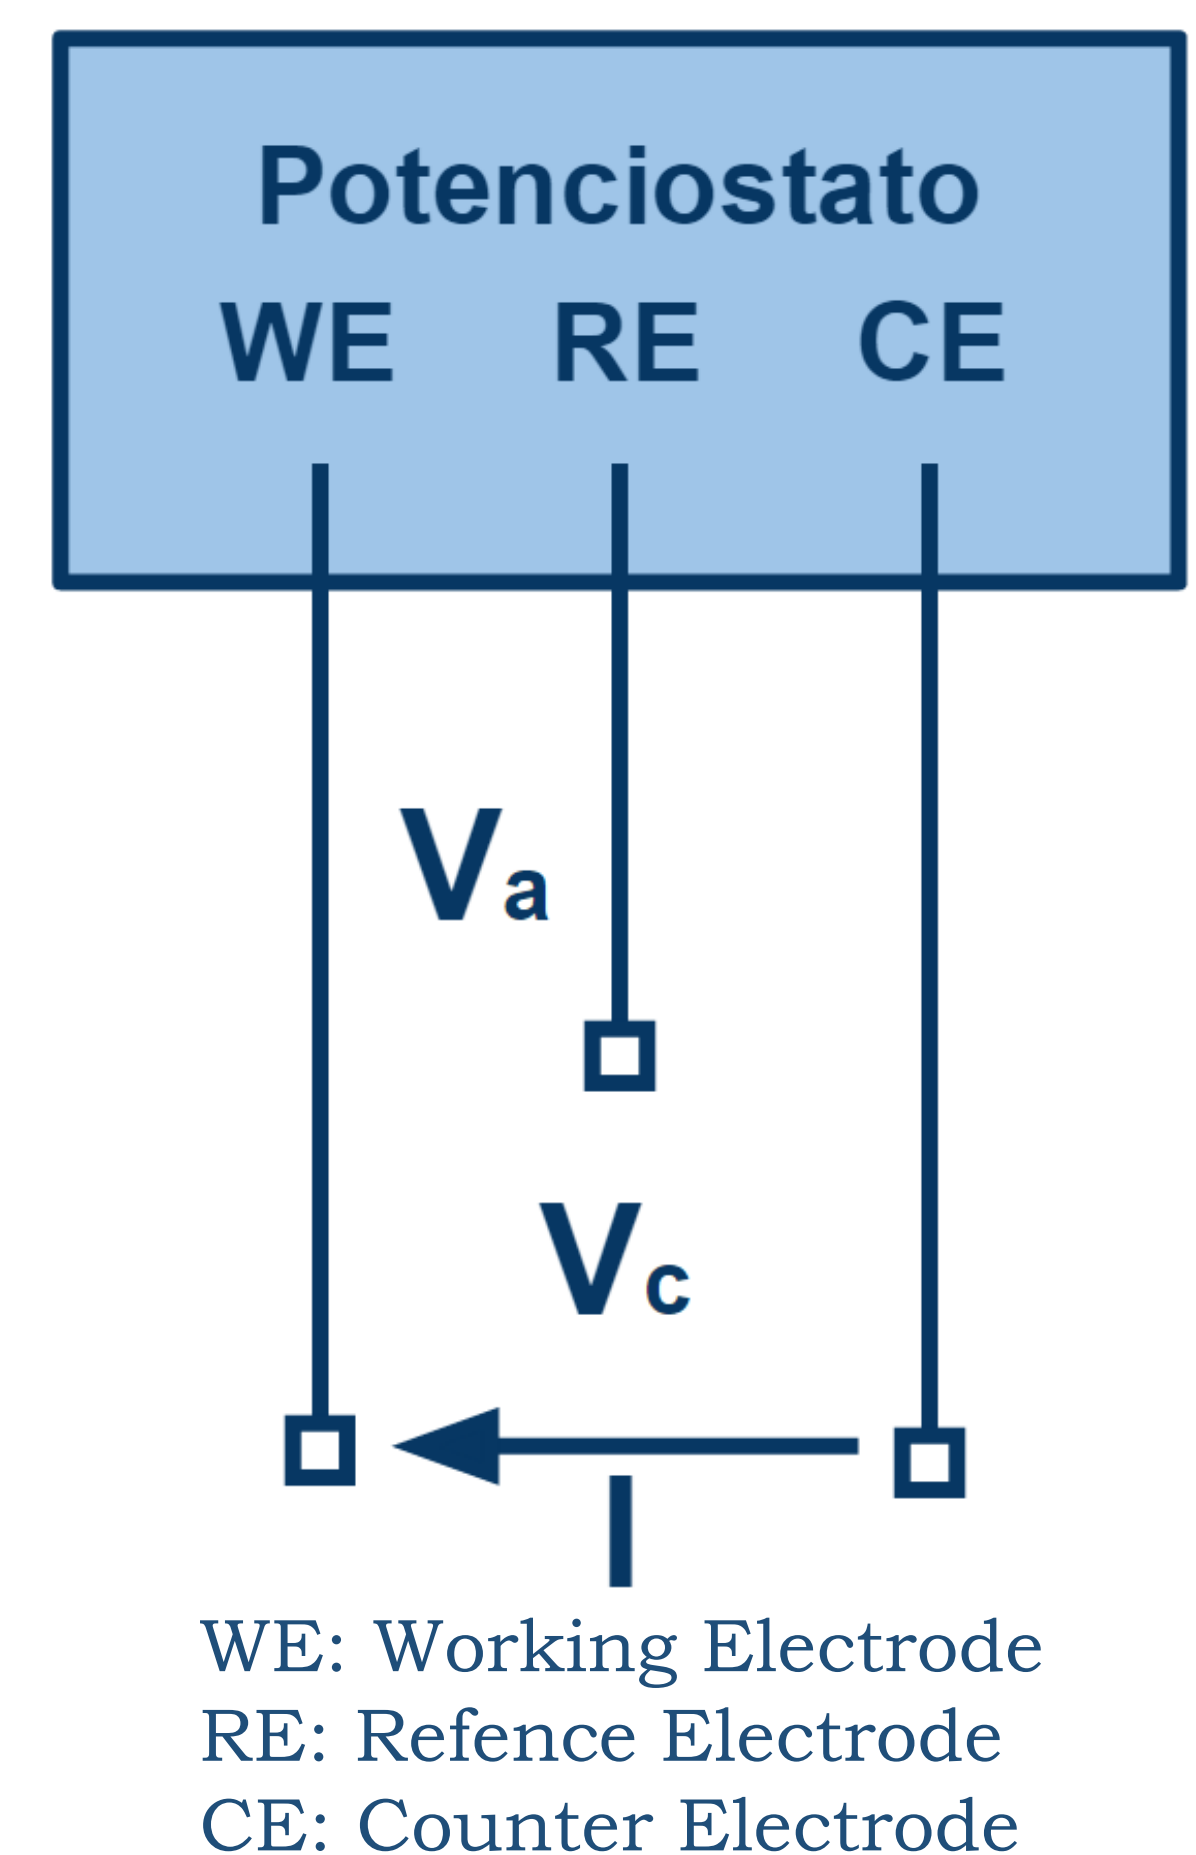 Potenciostato
WE RE CE
Va
Vc
I
WE: Working Electrode
RE: Refence Electrode
CE: Counter Electrode